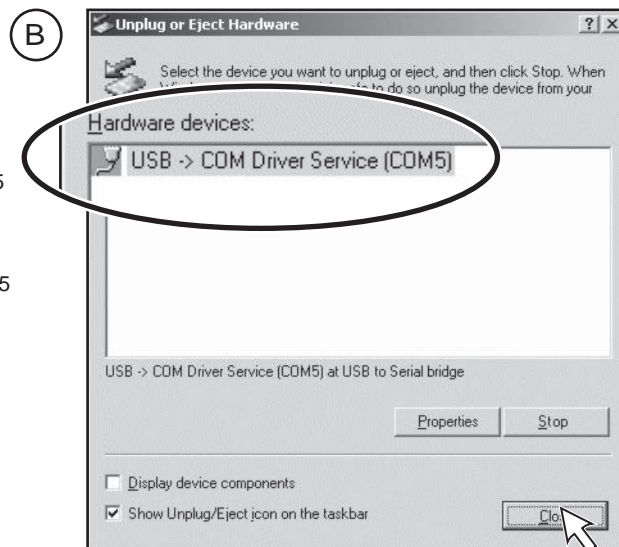 B
Unplug or Eject Hardware
Select the device you want to unplug or eject, and then click Stop. When
to do so unplug the device from your
Hardware devices:
USB -> COM Driver Service (COM5)
5
5
USB -> COM Driver Service (COM5) at USB to Serial bridge
Properties Stop
Display device components
Show Unplug/Eject icon on the taskbar